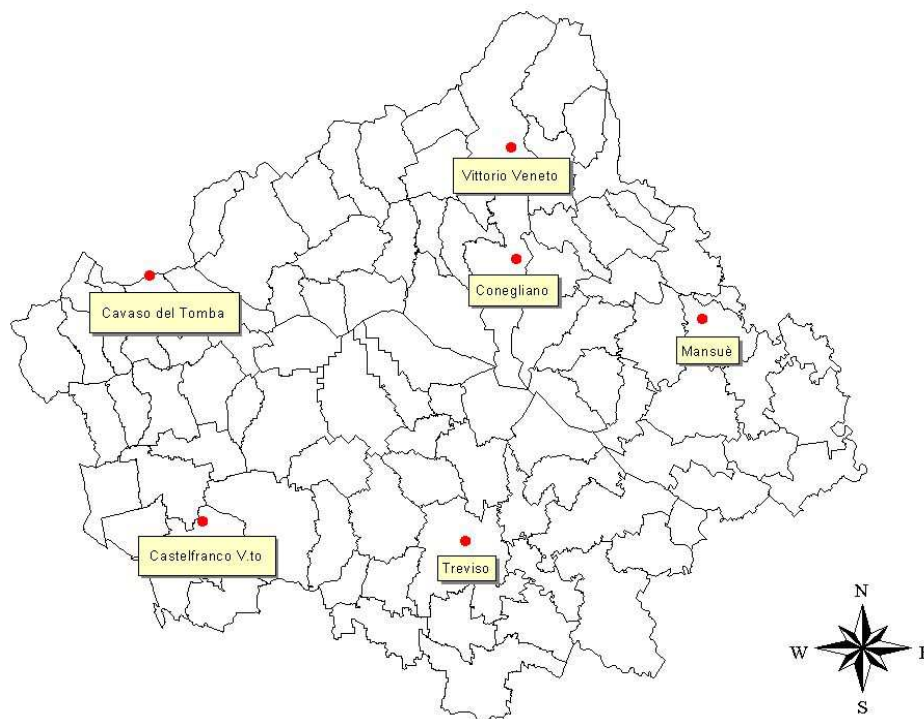 Vittorio Veneto
Conegliano
Cavaso del Tomba
Mansuè
Castelfranco V.to
Treviso
N
W
E
S